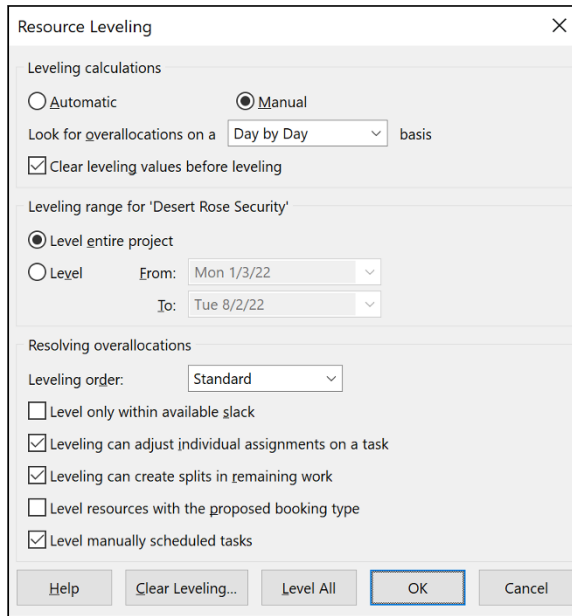 Resource Leveling
Leveling calculations
Automatic Manual
Look for overallocations on a Day by Day basis
Clear leveling values before leveling
Leveling range for 'Desert Rose Security'
Level entire project
Level From: Mon 1/3/22
To: Tue 8/2/22
Resolving overallocations
Leveling order: Standard
Level only within available slack
Leveling can adjust individual assignments on a task
Leveling can create splits in remaining work
Level resources with the proposed booking type
Level manually scheduled tasks
Help Clear Leveling... Level All OK Cancel